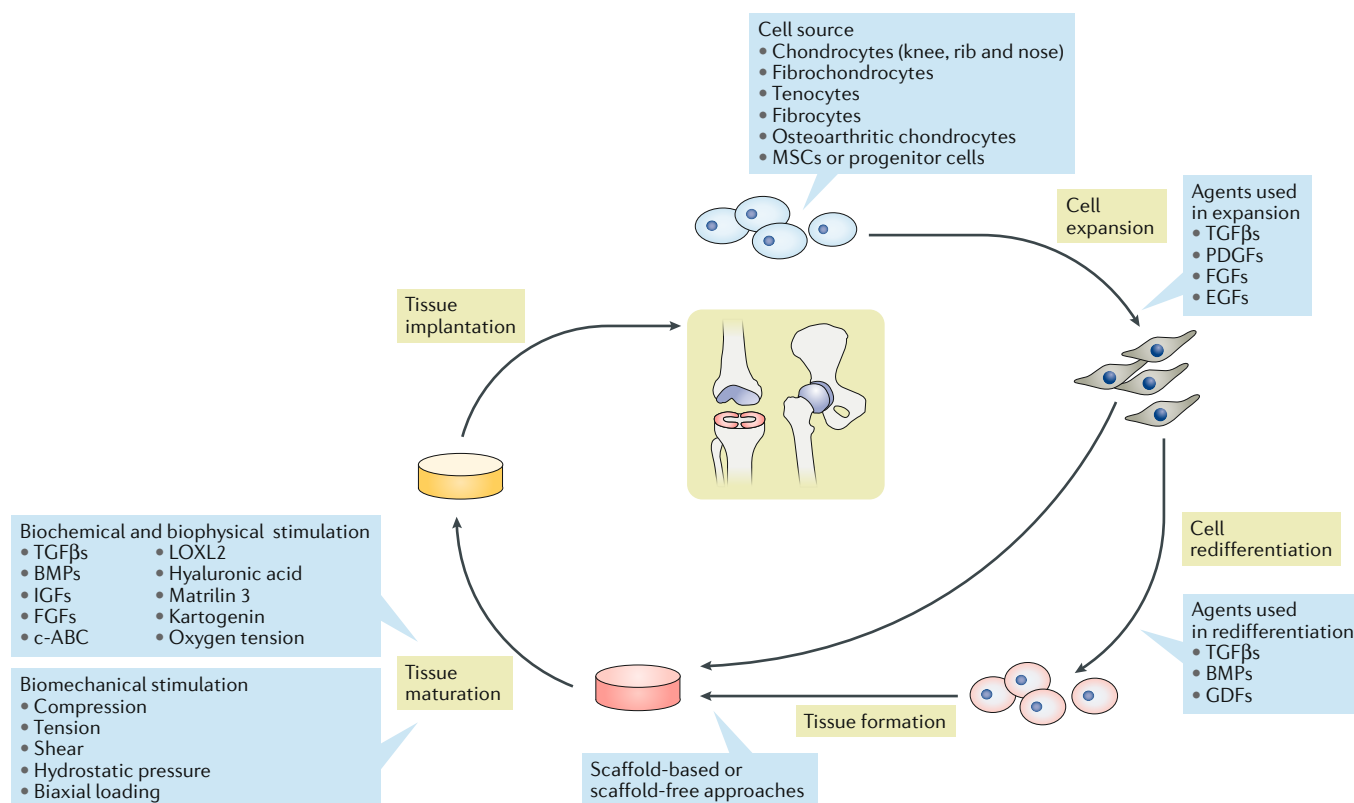 Cell source
• Chondrocytes (knee, rib and nose)
• Fibrochondrocytes
• Tenocytes
• Fibrocytes
• Osteoarthritic chondrocytes
• MSCs or progenitor cells
Cell
expansion
Agents used
in expansion
• TGFβs
• PDGFs
• FGFs
• EGFs
Tissue
implantation
Cell
redifferentiation
Agents used
in redifferentiation
• TGFβs
• BMPs
• GDFs
Biochemical and biophysical stimulation
• TGFβs
• BMPs
• IGFs
• FGFs
• c-ABC
• LOXL2
• Hyaluronic acid
• Matrilin 3
• Kartogenin
• Oxygen tension
Tissue
maturation
Biomechanical stimulation
• Compression
• Tension
• Shear
• Hydrostatic pressure
• Biaxial loading
Tissue formation
Scaffold-based or
scaffold-free approaches